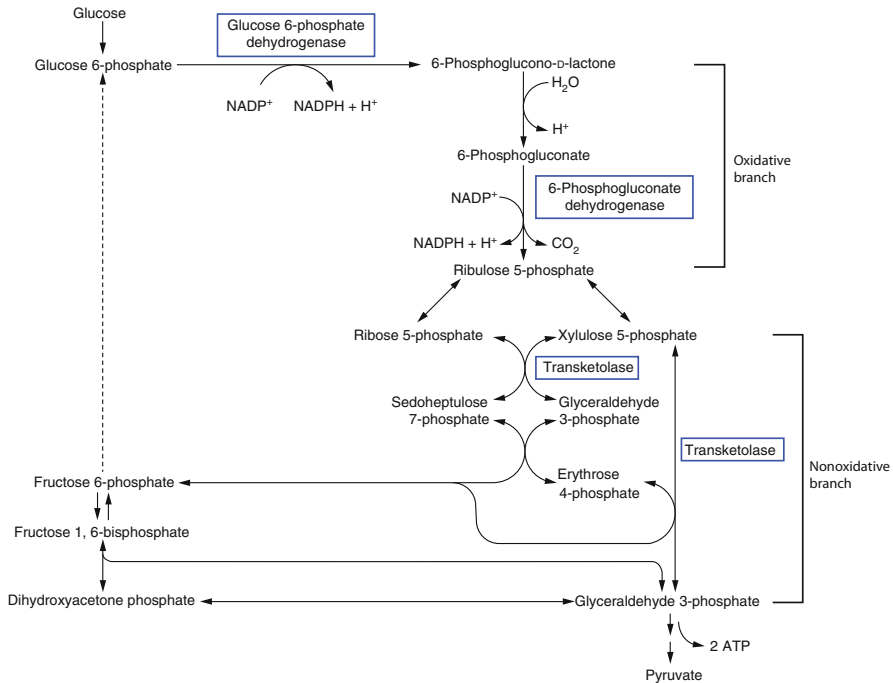 Glucose
Glucose 6-phosphate
dehydrogenase
Glucose 6-phosphate
6-Phosphoglucono-D-lactone
NADP⁺
NADPH + H⁺
H₂O
H⁺
6-Phosphogluconate
Oxidative
branch
NADP⁺
6-Phosphogluconate
dehydrogenase
NADPH + H⁺
CO₂
Ribulose 5-phosphate
Ribose 5-phosphate
Xylulose 5-phosphate
Transketolase
Sedoheptulose
7-phosphate
Glyceraldehyde
3-phosphate
Transketolase
Nonoxidative
branch
Erythrose
4-phosphate
Fructose 6-phosphate
Fructose 1, 6-bisphosphate
Dihydroxyacetone phosphate
Glyceraldehyde 3-phosphate
2 ATP
Pyruvate